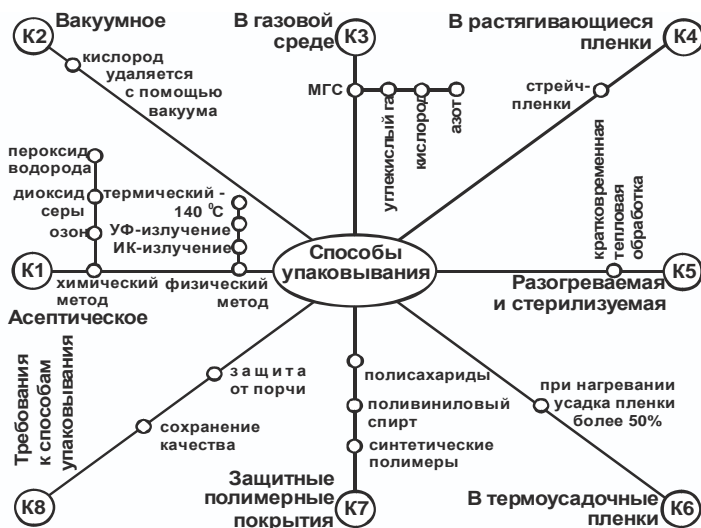 К2
Вакуумное
кислород
удаляется
с помощью
вакуума
В газовой
среде
К3
МГС
углекислый га
кислород
азот
В растягивающиеся
пленки
К4
стрейч-
пленки
пероксид
водорода
диоксид
серы
озон
термический -
140 °С
УФ-излучение
ИК-излучение
К1
химический
метод
физический
метод
Асептическое
Способы
упаковывания
кратковременная
тепловая
обработка
К5
Разогреваемая
и стерилизуемая
Требования
к способам
упаковывания
защита
от порчи
сохранение
качества
К8
полисахариды
поливиниловый
спирт
синтетические
полимеры
Защитные
полимерные
покрытия
К7
при нагревании
усадка пленки
более 50%
В термоусадочные
пленки
К6